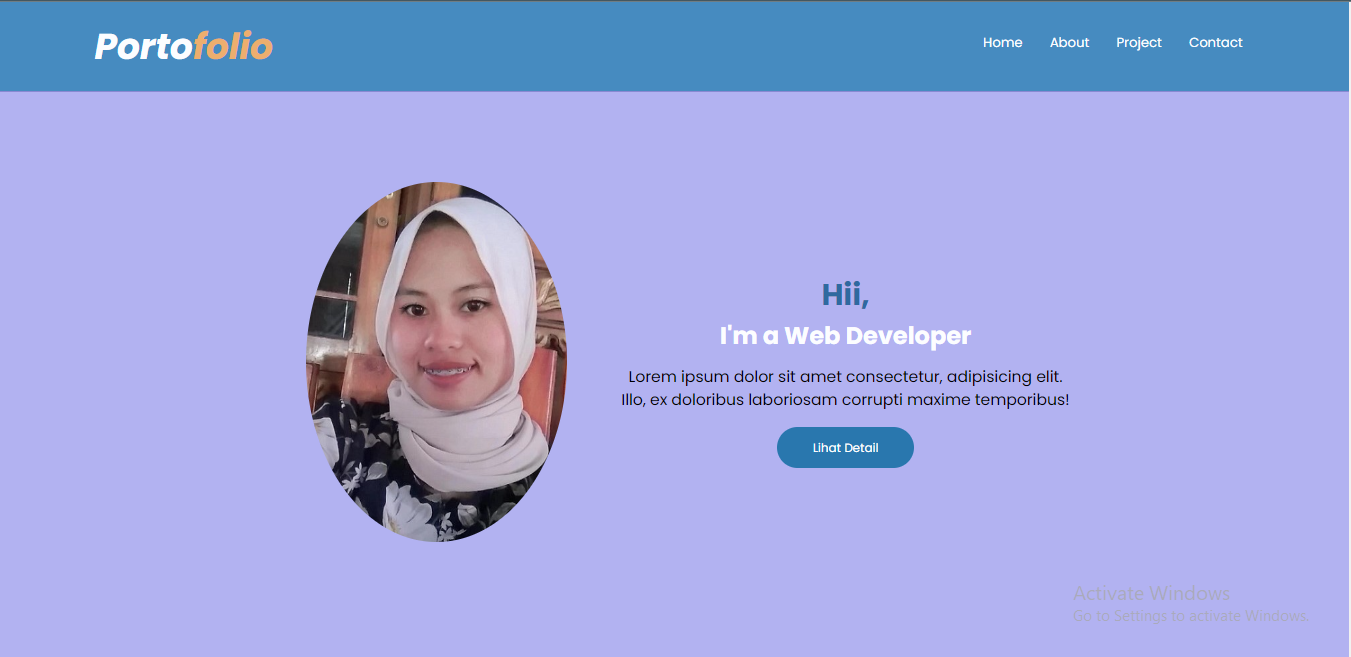 Portofolio
Home About Project Contact
Hii,
I'm a Web Developer
Lorem ipsum dolor sit amet consectetur, adipisicing elit.
Illo, ex doloribus laboriosam corrupti maxime temporibus!
Lihat Detail
Activate Windows
Go to Settings to activate Windows.